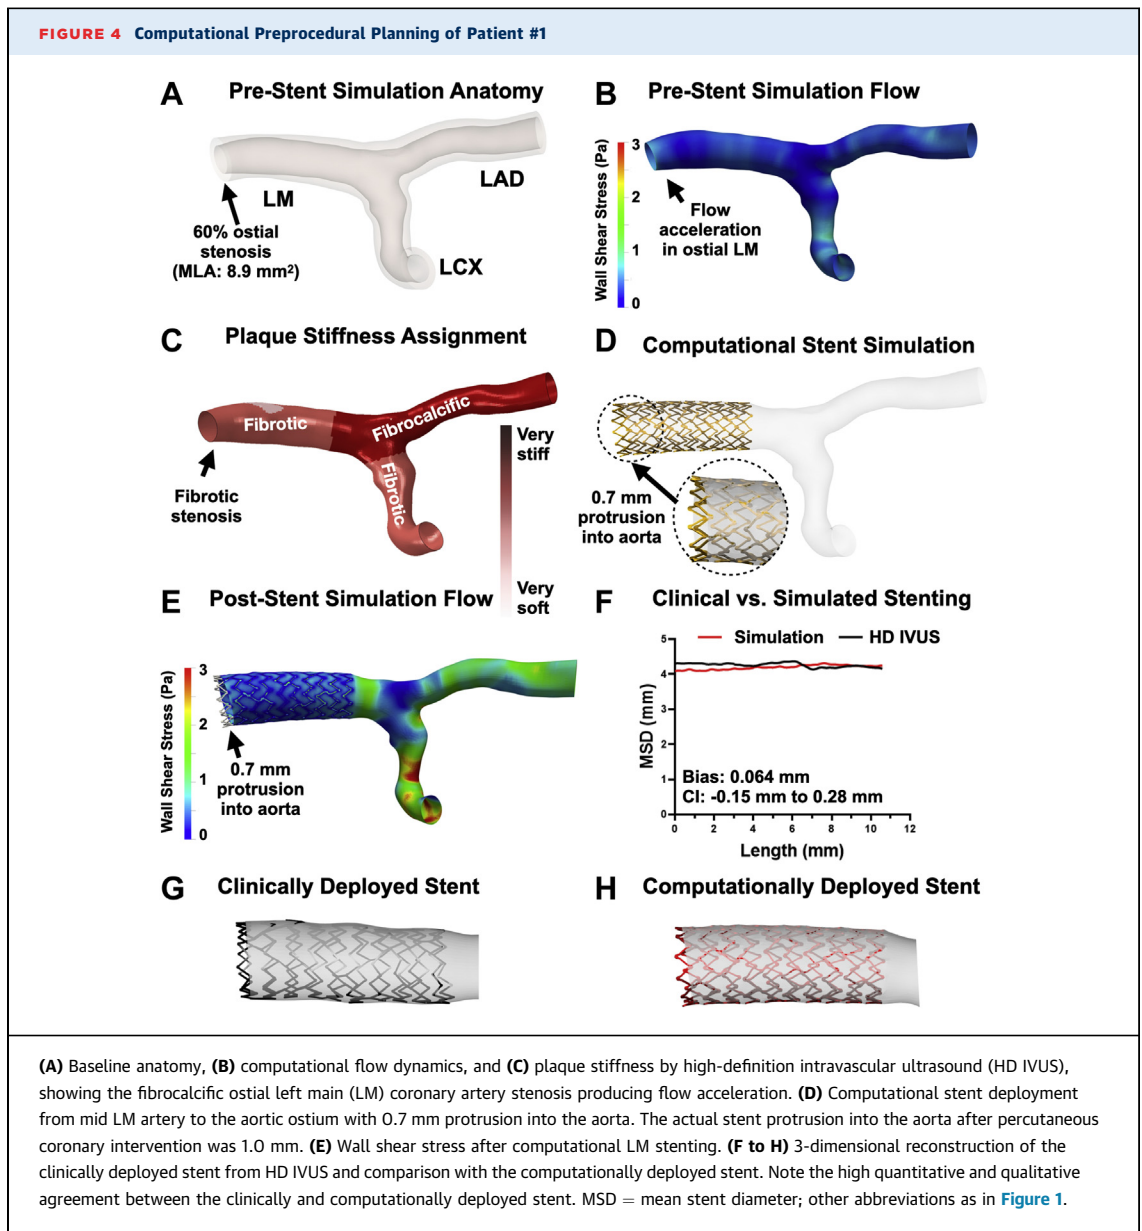 FIGURE 4 Computational Preprocedural Planning of Patient #1
A Pre-Stent Simulation Anatomy
LM
LAD
LCX
60% ostial
stenosis
(MLA: 8.9 mm²)
B Pre-Stent Simulation Flow
Wall Shear Stress (Pa)
3
2
1
0
Flow
acceleration
in ostial LM
C Plaque Stiffness Assignment
Fibrotic
Fibrocalcific
Fibrotic
Fibrotic
stenosis
Very
stiff
Very
soft
D Computational Stent Simulation
0.7 mm
protrusion
into aorta
E Post-Stent Simulation Flow
Wall Shear Stress (Pa)
3
2
1
0
0.7 mm
protrusion
into aorta
F Clinical vs. Simulated Stenting
Simulation HD IVUS
MSD (mm)
5
4
3
2
1
0
Bias: 0.064 mm
CI: -0.15 mm to 0.28 mm
0 2 4 6 8 10 12
Length (mm)
G Clinically Deployed Stent
H Computationally Deployed Stent
(A) Baseline anatomy, (B) computational flow dynamics, and (C) plaque stiffness by high-definition intravascular ultrasound (HD IVUS),
showing the fibrocalcific ostial left main (LM) coronary artery stenosis producing flow acceleration. (D) Computational stent deployment
from mid LM artery to the aortic ostium with 0.7 mm protrusion into the aorta. The actual stent protrusion into the aorta after percutaneous
coronary intervention was 1.0 mm. (E) Wall shear stress after computational LM stenting. (F to H) 3-dimensional reconstruction of the
clinically deployed stent from HD IVUS and comparison with the computationally deployed stent. Note the high quantitative and qualitative
agreement between the clinically and computationally deployed stent. MSD = mean stent diameter; other abbreviations as in Figure 1.